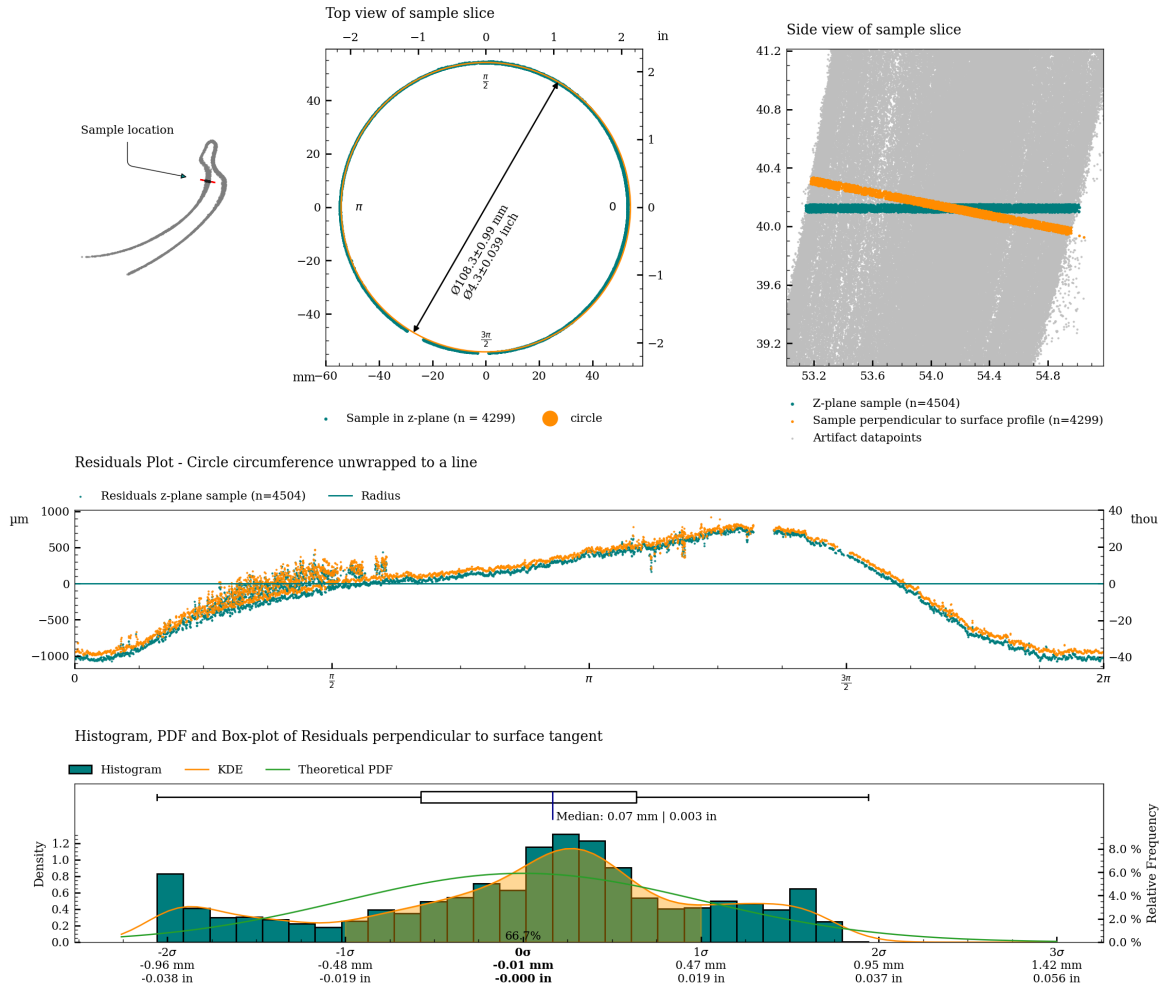 Top view of sample slice
−2 −1 0 1 2 in
Side view of sample slice
Sample location
40
20
0
−20
−40
2
1
0
−1
−2
π/2
π
0
3π/2
Ø108.3±0.99 mm
Ø4.3±0.039 inch
mm −60 −40 −20 0 20 40
Sample in z-plane (n = 4299) circle
41.2
40.8
40.4
40.0
39.6
39.2
53.2 53.6 54.0 54.4 54.8
Z-plane sample (n=4504)
Sample perpendicular to surface profile (n=4299)
Artifact datapoints
Residuals Plot - Circle circumference unwrapped to a line
Residuals z-plane sample (n=4504) Radius
µm
1000
500
0
−500
−1000
40 thou
20
0
−20
−40
0 π/2 π 3π/2 2π
Histogram, PDF and Box-plot of Residuals perpendicular to surface tangent
Histogram KDE Theoretical PDF
Median: 0.07 mm | 0.003 in
Density
1.2
1.0
0.8
0.6
0.4
0.2
0.0
Relative Frequency
8.0 %
6.0 %
4.0 %
2.0 %
0.0 %
66.7%
-2σ -1σ 0σ 1σ 2σ 3σ
-0.96 mm -0.48 mm -0.01 mm 0.47 mm 0.95 mm 1.42 mm
-0.038 in -0.019 in -0.000 in 0.019 in 0.037 in 0.056 in